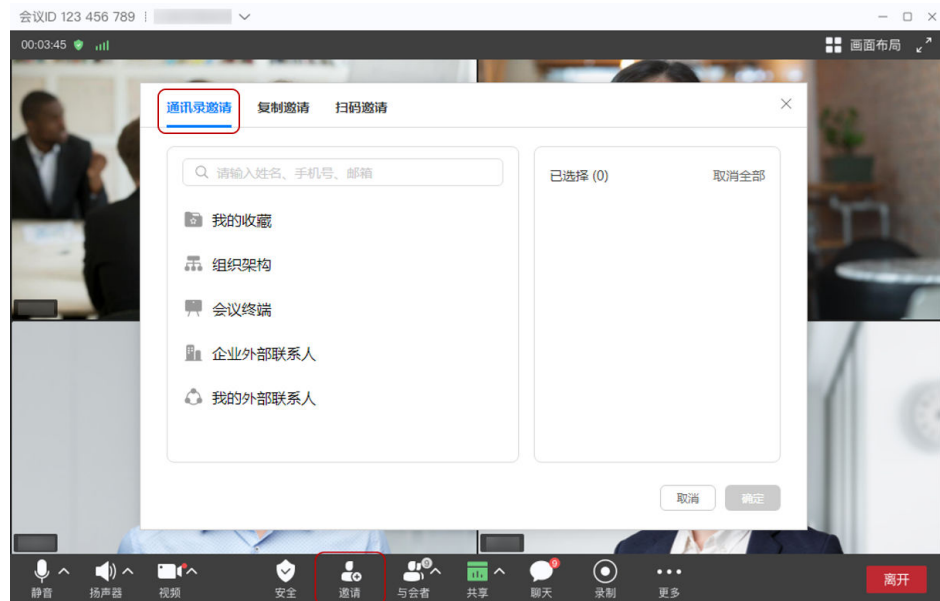 会议ID 123 456 789
00:03:45
画面布局
通讯录邀请 复制邀请 扫码邀请
请输入姓名、手机号、邮箱
已选择 (0) 取消全部
我的收藏
组织架构
会议终端
企业外部联系人
我的外部联系人
取消 确定
静音 扬声器 视频 安全 邀请 与会者 共享 聊天 录制 更多 离开